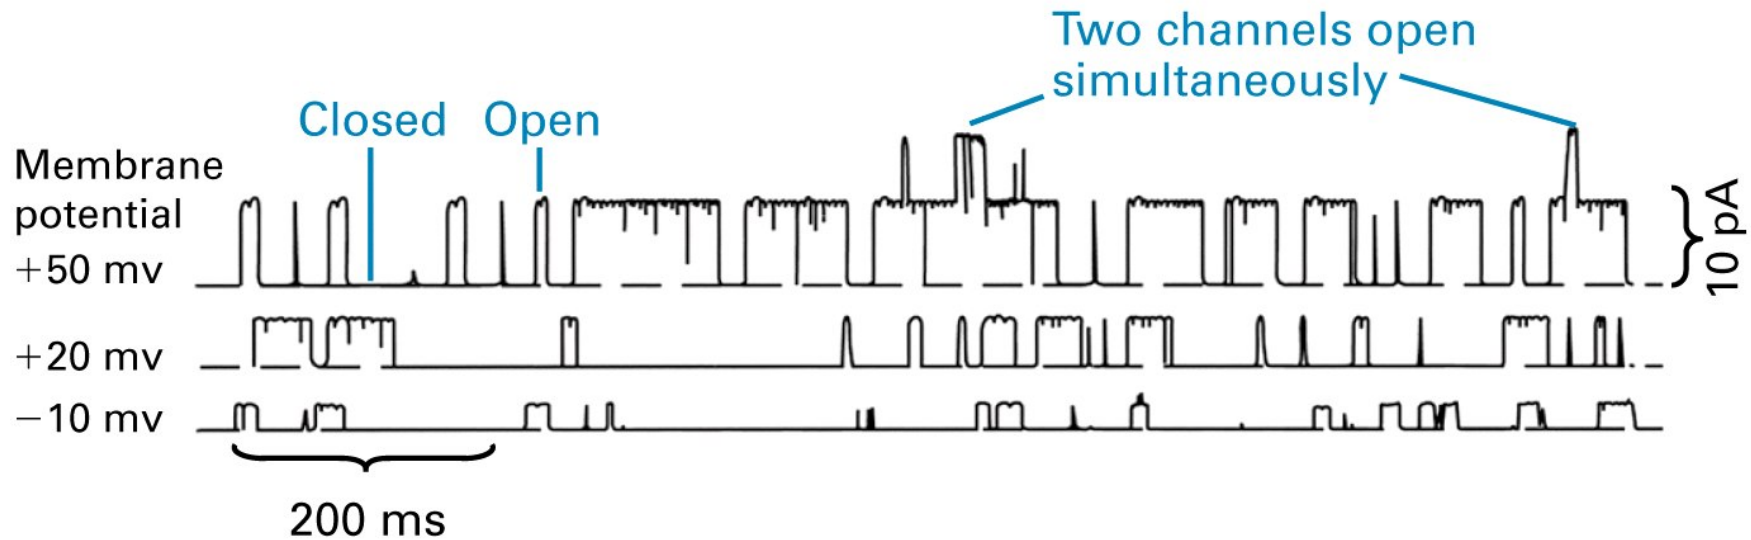 Two channels open
simultaneously
Closed
Open
Membrane
potential
+50 mv
10 pA
+20 mv
−10 mv
200 ms